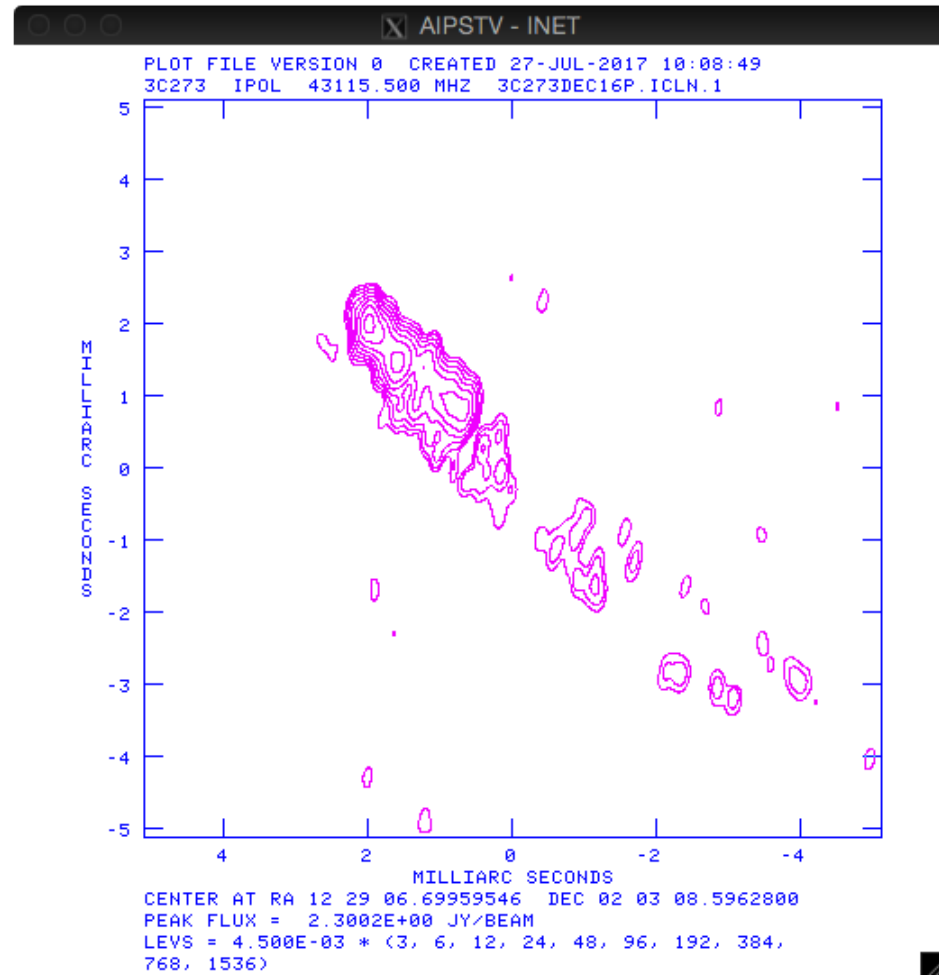 AIPSTV - INET
PLOT FILE VERSION 0 CREATED 27-JUL-2017 10:08:49
3C273 IPOL 43115.500 MHZ 3C273DEC16P.ICLN.1
5
4
3
2
1
0
-1
-2
-3
-4
-5
MILLIARC SECONDS
4 2 0 -2 -4
MILLIARC SECONDS
CENTER AT RA 12 29 06.69959546 DEC 02 03 08.5962800
PEAK FLUX = 2.3002E+00 JY/BEAM
LEVS = 4.500E-03 * (3, 6, 12, 24, 48, 96, 192, 384,
768, 1536)